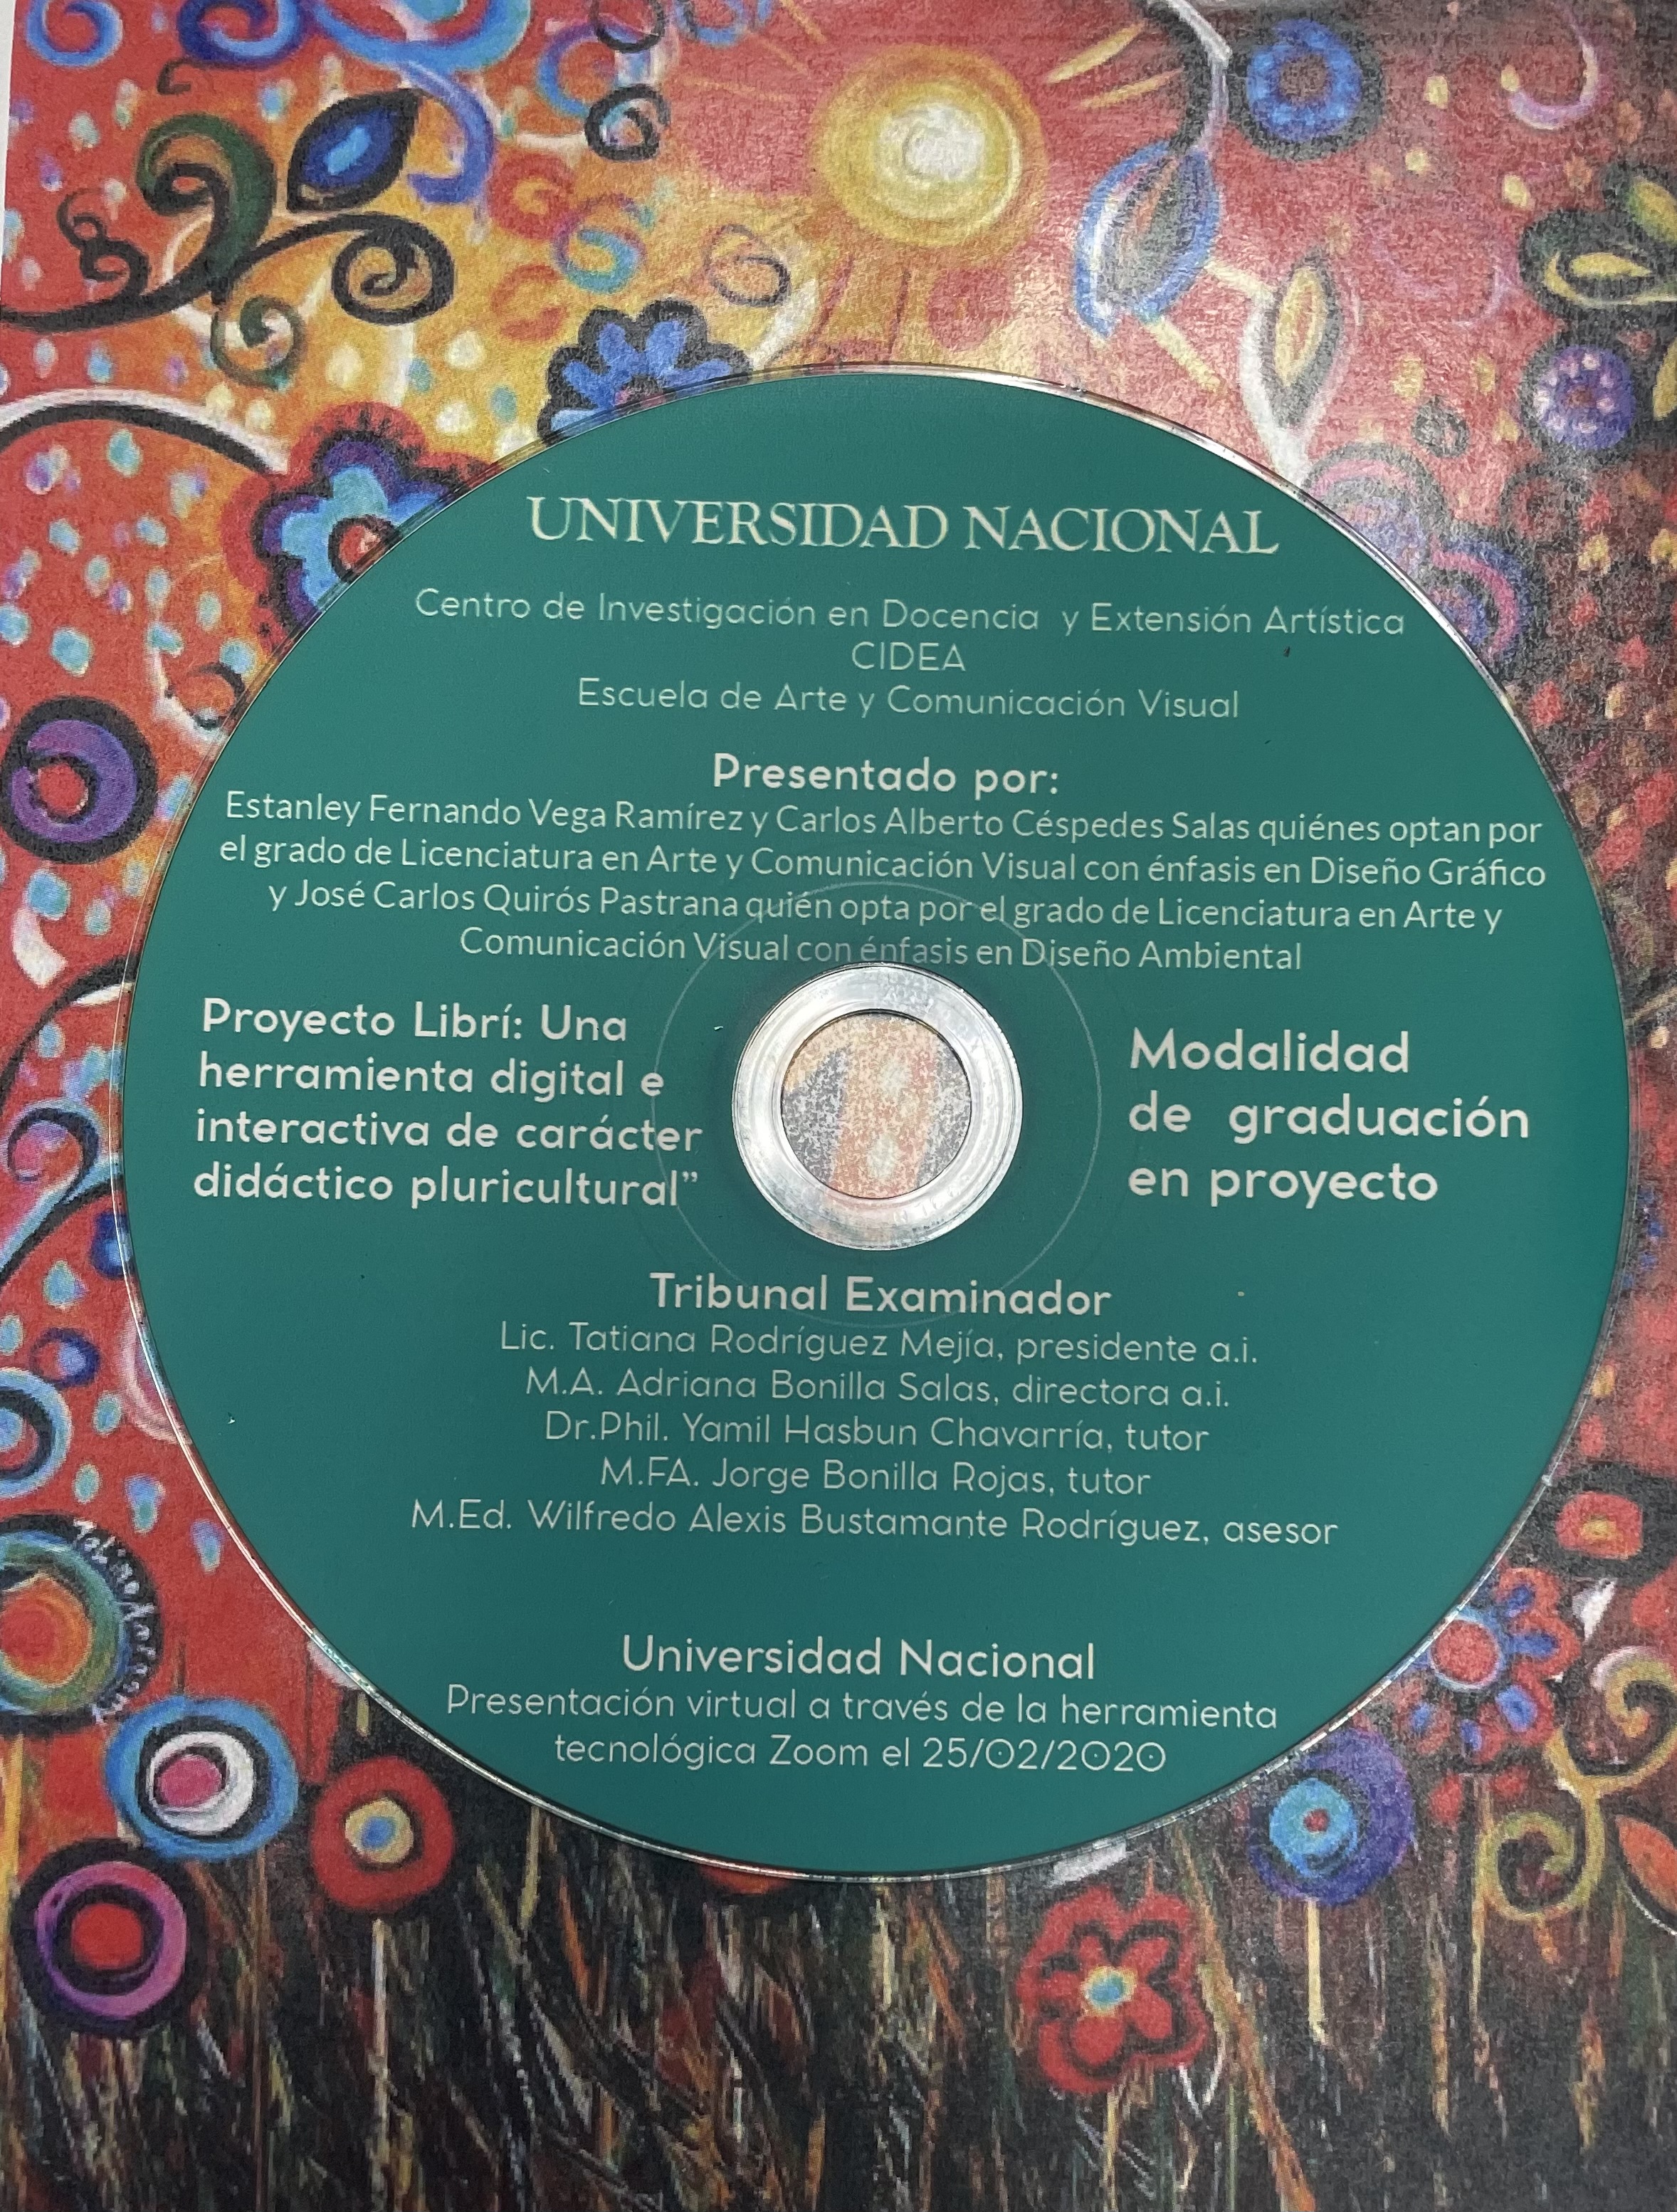 UNIVERSIDAD NACIONAL
Centro de Investigación en Docencia y Extensión Artística
CIDEA
Escuela de Arte y Comunicación Visual
Presentado por:
Estanley Fernando Vega Ramírez y Carlos Alberto Céspedes Salas quiénes optan por
el grado de Licenciatura en Arte y Comunicación Visual con énfasis en Diseño Gráfico
y José Carlos Quirós Pastrana quién opta por el grado de Licenciatura en Arte y
Comunicación Visual con énfasis en Diseño Ambiental
Proyecto Librí: Una
herramienta digital e
interactiva de carácter
didáctico pluricultural”
Modalidad
de graduación
en proyecto
Tribunal Examinador
Lic. Tatiana Rodríguez Mejía, presidente a.i.
M.A. Adriana Bonilla Salas, directora a.i.
Dr.Phil. Yamil Hasbun Chavarría, tutor
M.FA. Jorge Bonilla Rojas, tutor
M.Ed. Wilfredo Alexis Bustamante Rodríguez, asesor
Universidad Nacional
Presentación virtual a través de la herramienta
tecnológica Zoom el 25/02/2020